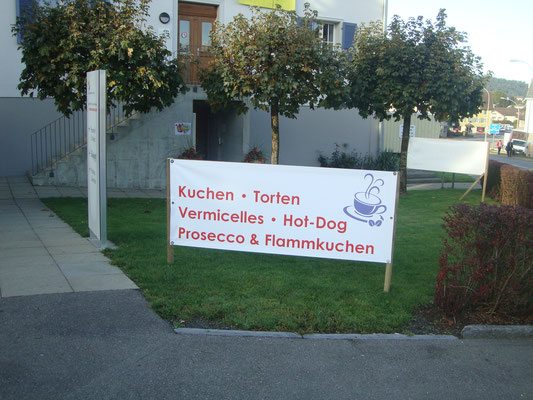 Kuchen • Torten
Vermicelles • Hot-Dog
Prosecco & Flammkuchen